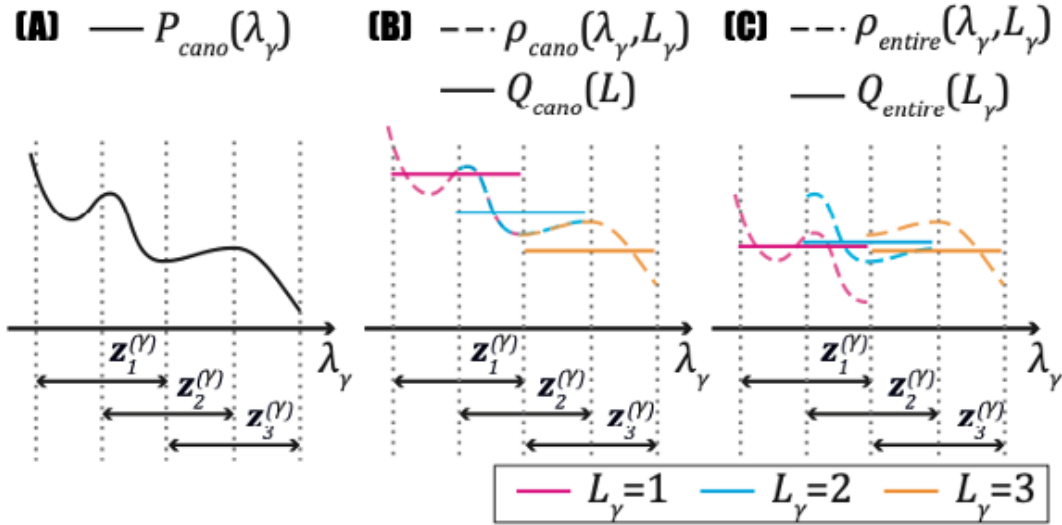 (A) — P_cano(λ_γ)
(B) -- ρ_cano(λ_γ,L_γ)
— Q_cano(L)
(C) -- ρ_entire(λ_γ,L_γ)
— Q_entire(L_γ)
z_1^(γ)
z_2^(γ)
z_3^(γ)
λ_γ
z_1^(γ)
z_2^(γ)
z_3^(γ)
λ_γ
z_1^(γ)
z_2^(γ)
z_3^(γ)
λ_γ
L_γ=1 L_γ=2 L_γ=3